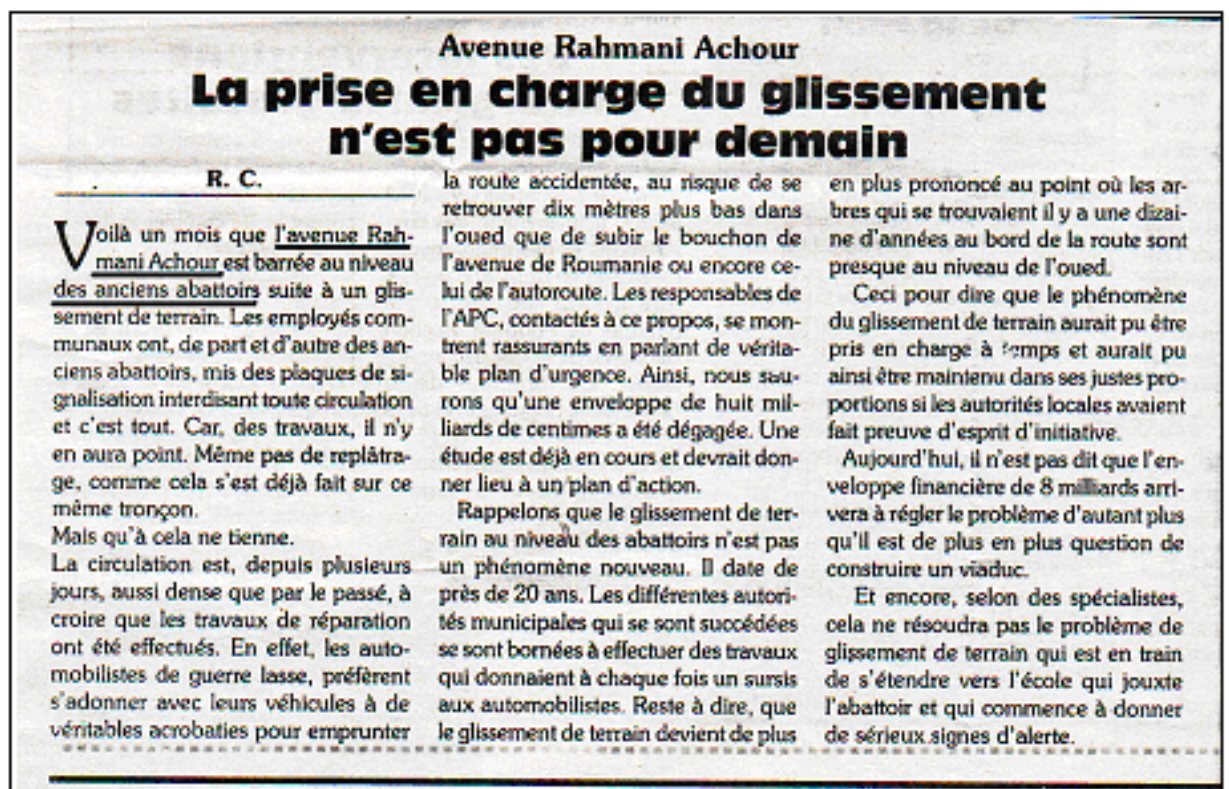 Avenue Rahmani Achour
La prise en charge du glissement
n'est pas pour demain
R. C.
Voilà un mois que l'avenue Rah-
mani Achour est barrée au niveau
des anciens abattoirs suite à un glis-
sement de terrain. Les employés com-
munaux ont, de part et d'autre des an-
ciens abattoirs, mis des plaques de si-
gnalisation interdisant toute circulation
et c'est tout. Car, des travaux, il n'y
en aura point. Même pas de replâtra-
ge, comme cela s'est déjà fait sur ce
même tronçon.
Mais qu'à cela ne tienne.
La circulation est, depuis plusieurs
jours, aussi dense que par le passé, à
croire que les travaux de réparation
ont été effectués. En effet, les auto-
mobilistes de guerre lasse, préfèrent
s'adonner avec leurs véhicules à de
véritables acrobaties pour emprunter
la route accidentée, au risque de se
retrouver dix mètres plus bas dans
l'oued que de subir le bouchon de
l'avenue de Roumanie ou encore ce-
lui de l'autoroute. Les responsables de
l'APC, contactés à ce propos, se mon-
trent rassurants en parlant de vérita-
ble plan d'urgence. Ainsi, nous sau-
rons qu'une enveloppe de huit mil-
liards de centimes a été dégagée. Une
étude est déjà en cours et devrait don-
ner lieu à un plan d'action.
Rappelons que le glissement de ter-
rain au niveau des abattoirs n'est pas
un phénomène nouveau. Il date de
près de 20 ans. Les différentes autori-
tés municipales qui se sont succédées
se sont bornées à effectuer des travaux
qui donnaient à chaque fois un sursis
aux automobilistes. Reste à dire, que
le glissement de terrain devient de plus
en plus prononcé au point où les ar-
bres qui se trouvaient il y a une dizai-
ne d'années au bord de la route sont
presque au niveau de l'oued.
Ceci pour dire que le phénomène
du glissement de terrain aurait pu être
pris en charge à temps et aurait pu
ainsi être maintenu dans ses justes pro-
portions si les autorités locales avaient
fait preuve d'esprit d'initiative.
Aujourd'hui, il n'est pas dit que l'en-
veloppe financière de 8 milliards arri-
vera à régler le problème d'autant plus
qu'il est de plus en plus question de
construire un viaduc.
Et encore, selon des spécialistes,
cela ne résoudra pas le problème de
glissement de terrain qui est en train
de s'étendre vers l'école qui jouxte
l'abattoir et qui commence à donner
de sérieux signes d'alerte.